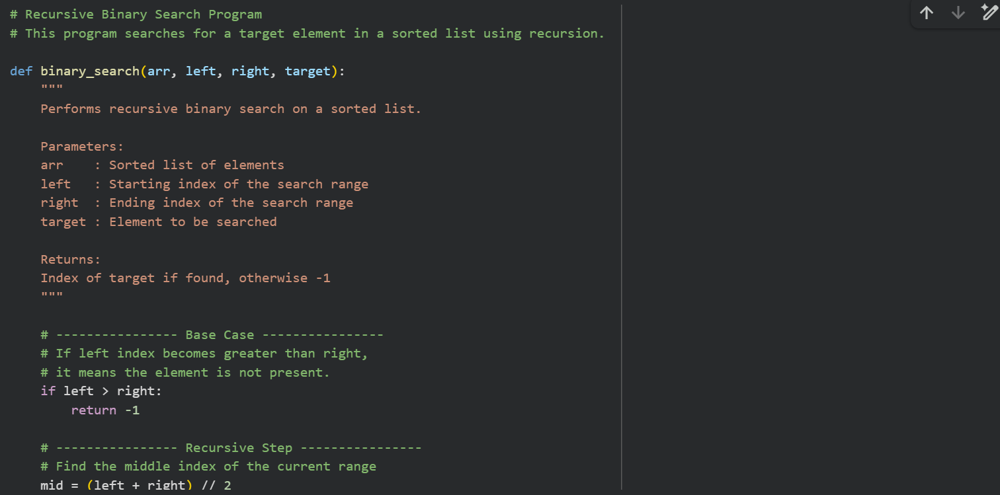 # Recursive Binary Search Program
# This program searches for a target element in a sorted list using recursion.

def binary_search(arr, left, right, target):
    """
    Performs recursive binary search on a sorted list.

    Parameters:
    arr    : Sorted list of elements
    left   : Starting index of the search range
    right  : Ending index of the search range
    target : Element to be searched

    Returns:
    Index of target if found, otherwise -1
    """

    # ---------------- Base Case ----------------
    # If left index becomes greater than right,
    # it means the element is not present.
    if left > right:
        return -1

    # ---------------- Recursive Step ----------------
    # Find the middle index of the current range
    mid = (left + right) // 2